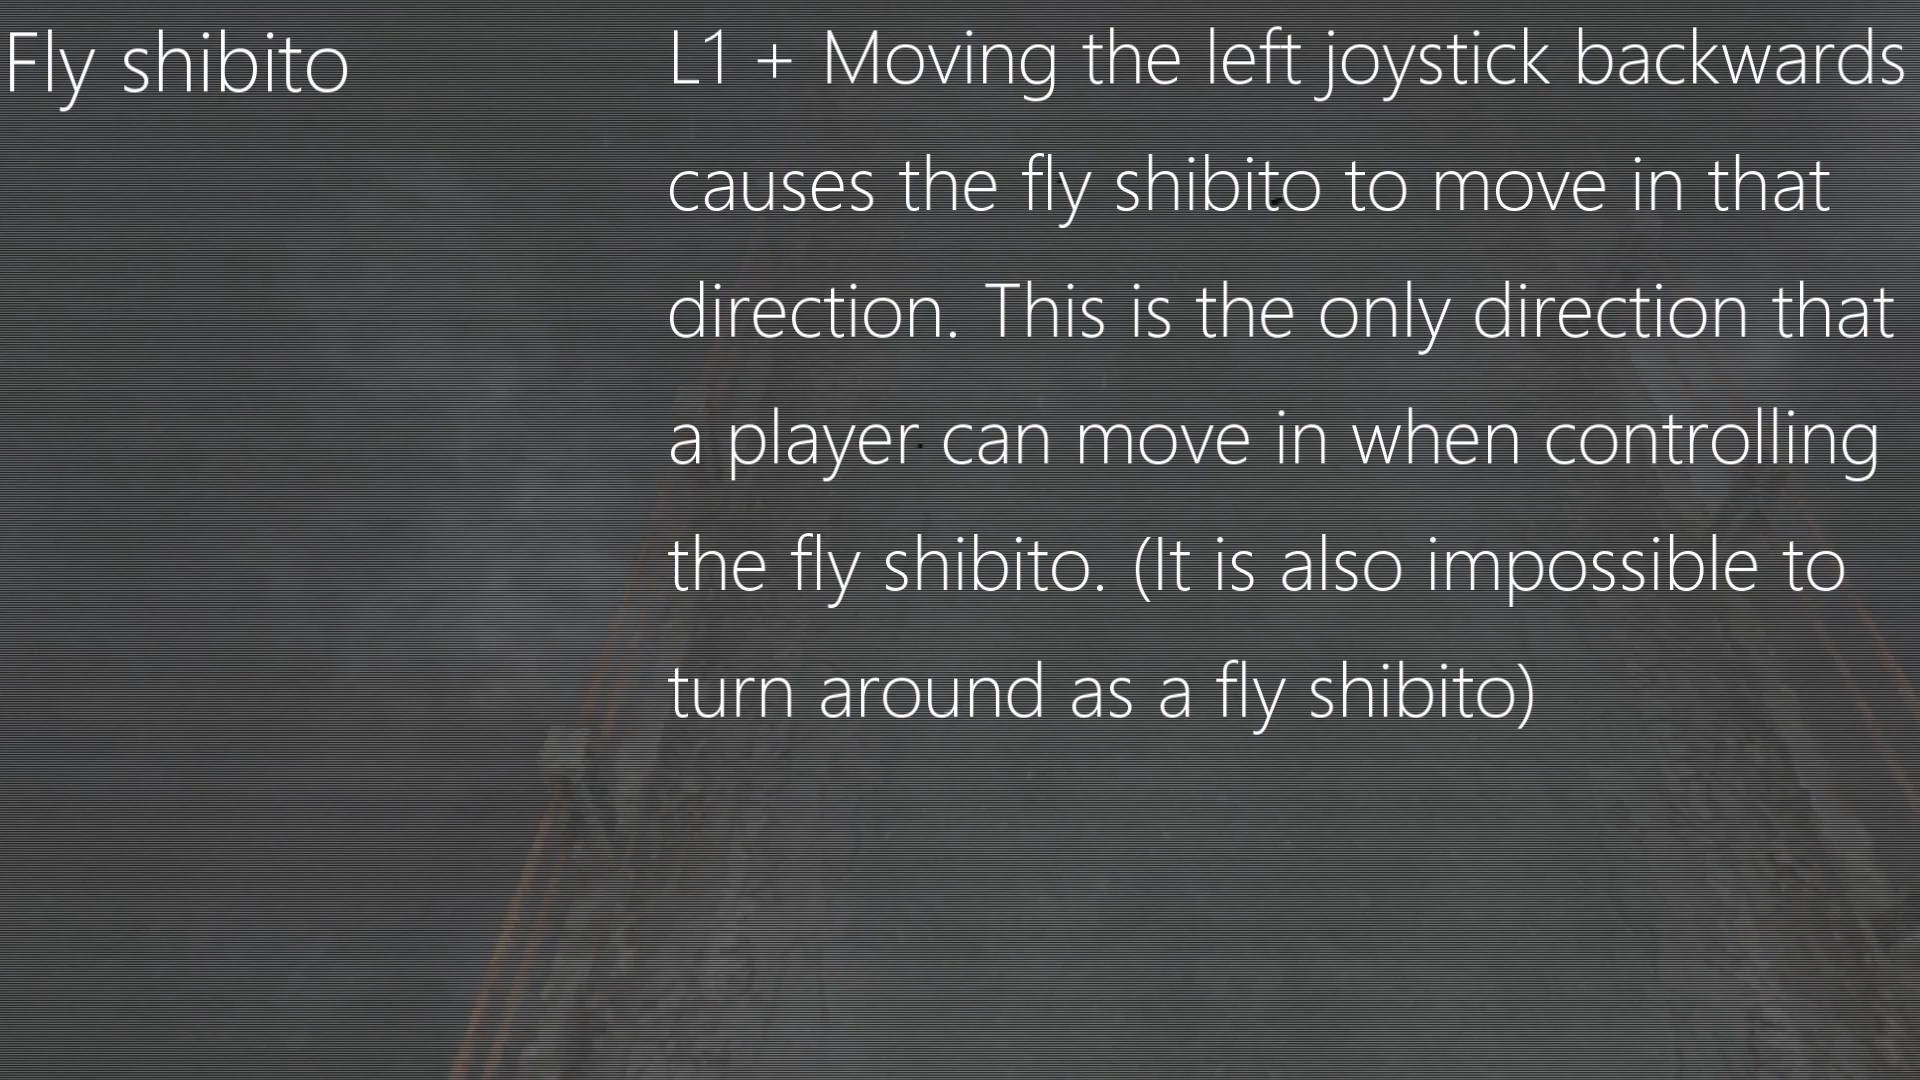 Fly shibito
L1 + Moving the left joystick backwards
causes the fly shibito to move in that
direction. This is the only direction that
a player can move in when controlling
the fly shibito. (It is also impossible to
turn around as a fly shibito)